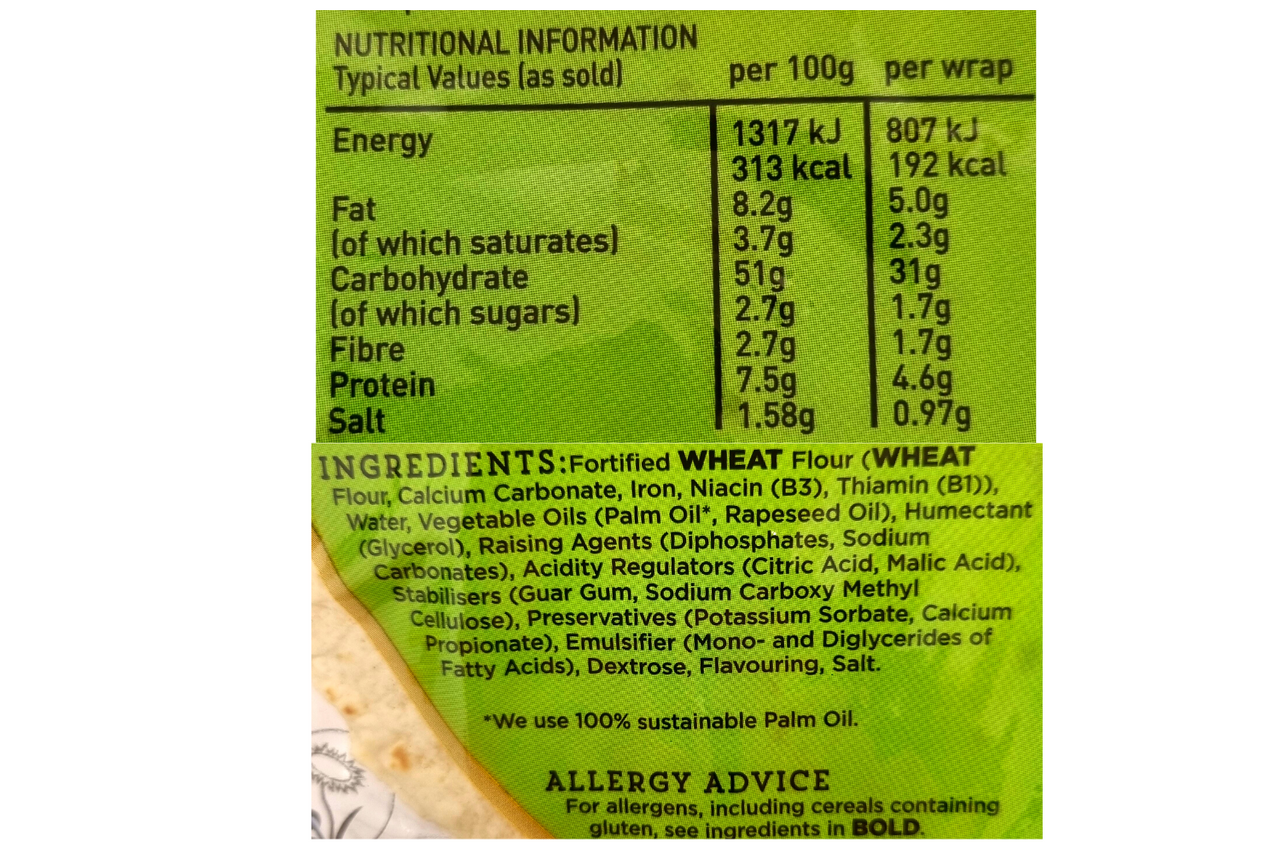 NUTRITIONAL INFORMATION
Typical Values (as sold) per 100g per wrap
Energy 1317 kJ 807 kJ
313 kcal 192 kcal
Fat 8.2g 5.0g
(of which saturates) 3.7g 2.3g
Carbohydrate 51g 31g
(of which sugars) 2.7g 1.7g
Fibre 2.7g 1.7g
Protein 7.5g 4.6g
Salt 1.58g 0.97g
INGREDIENTS:Fortified WHEAT Flour (WHEAT
Flour, Calcium Carbonate, Iron, Niacin (B3), Thiamin (B1)),
Water, Vegetable Oils (Palm Oil*, Rapeseed Oil), Humectant
(Glycerol), Raising Agents (Diphosphates, Sodium
Carbonates), Acidity Regulators (Citric Acid, Malic Acid),
Stabilisers (Guar Gum, Sodium Carboxy Methyl
Cellulose), Preservatives (Potassium Sorbate, Calcium
Propionate), Emulsifier (Mono- and Diglycerides of
Fatty Acids), Dextrose, Flavouring, Salt.
*We use 100% sustainable Palm Oil.
ALLERGY ADVICE
For allergens, including cereals containing
gluten, see ingredients in BOLD.